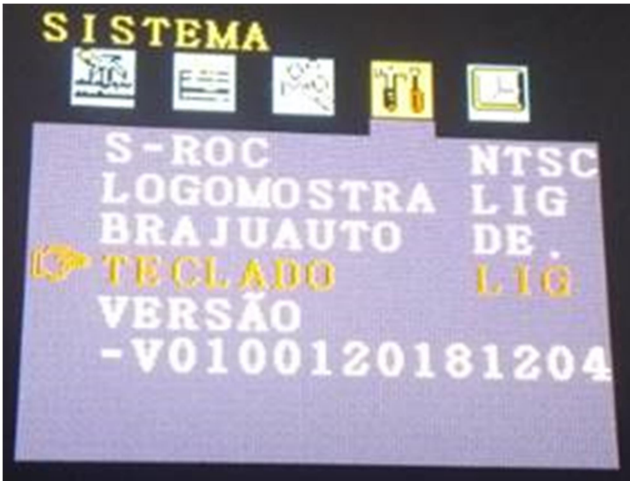 SISTEMA
S-ROC NTSC
LOGOMOSTRA LIG
BRAJUAUTO DE.
TECLADO LIG
VERSÃO
-V0100120181204